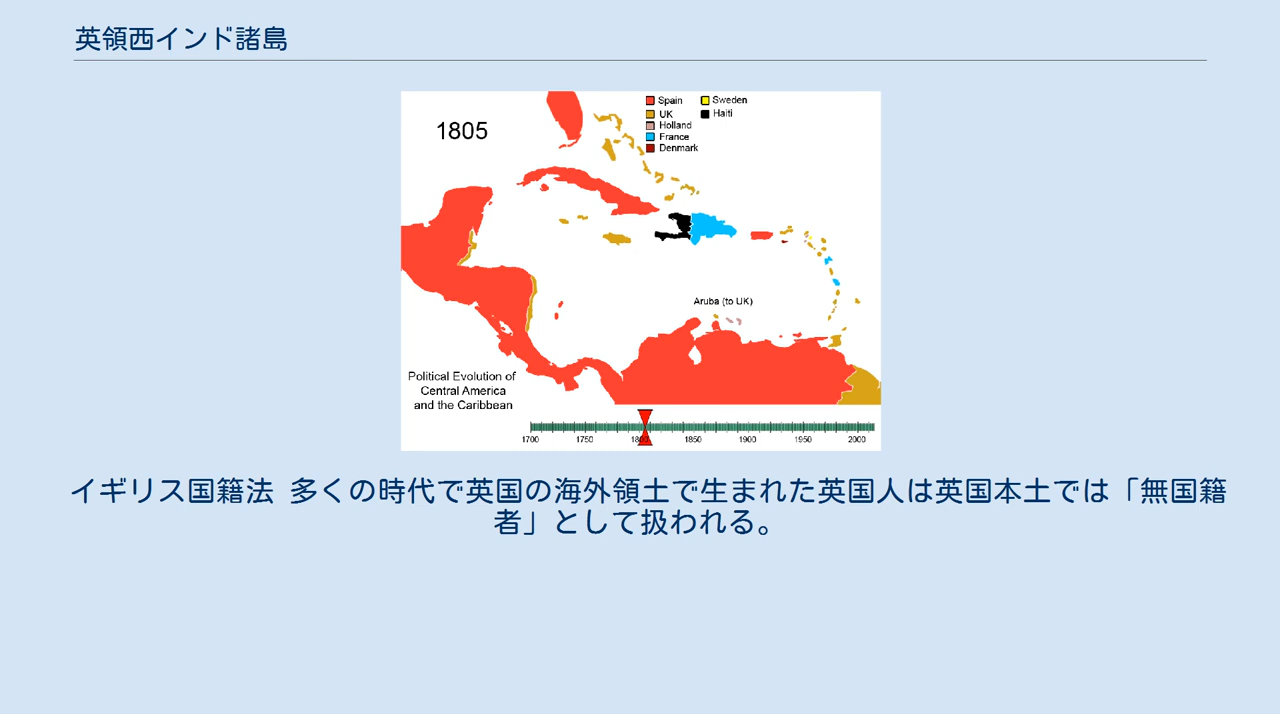 英領西インド諸島
1805
Spain
UK
Holland
France
Denmark
Sweden
Haiti
Aruba (to UK)
Political Evolution of
Central America
and the Caribbean
1700 1750 1800 1850 1900 1950 2000
イギリス国籍法 多くの時代で英国の海外領土で生まれた英国人は英国本土では「無国籍
者」として扱われる。